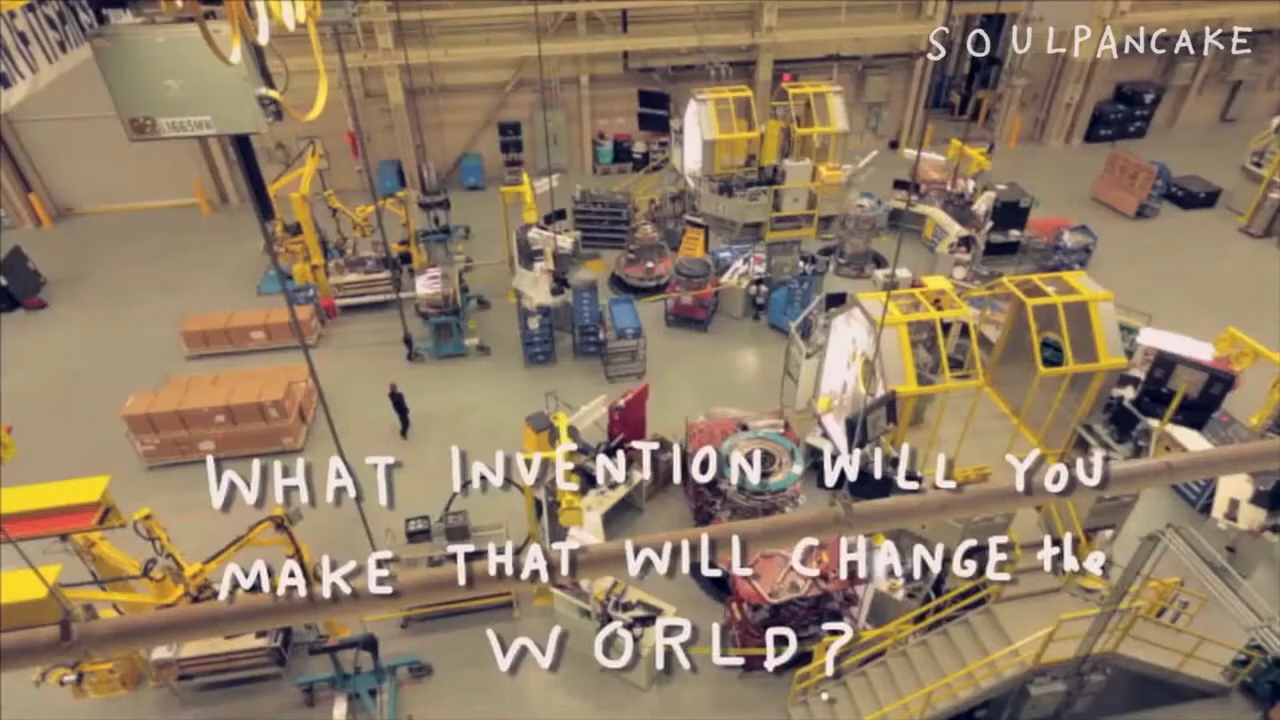 SOULPANCAKE
WHAT INVENTION WILL YOU
MAKE THAT WILL CHANGE the
WORLD?